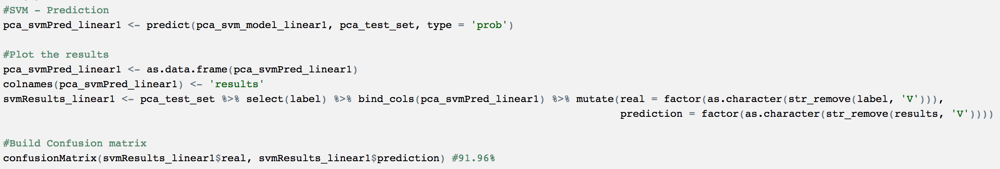 #SVM - Prediction
pca_svmPred_linear1 <- predict(pca_svm_model_linear1, pca_test_set, type = 'prob')
#Plot the results
pca_svmPred_linear1 <- as.data.frame(pca_svmPred_linear1)
colnames(pca_svmPred_linear1) <- 'results'
svmResults_linear1 <- pca_test_set %>% select(label) %>% bind_cols(pca_svmPred_linear1) %>% mutate(real = factor(as.character(str_remove(label, 'V'))),
prediction = factor(as.character(str_remove(results, 'V'))))
#Build Confusion matrix
confusionMatrix(svmResults_linear1$real, svmResults_linear1$prediction) #91.96%